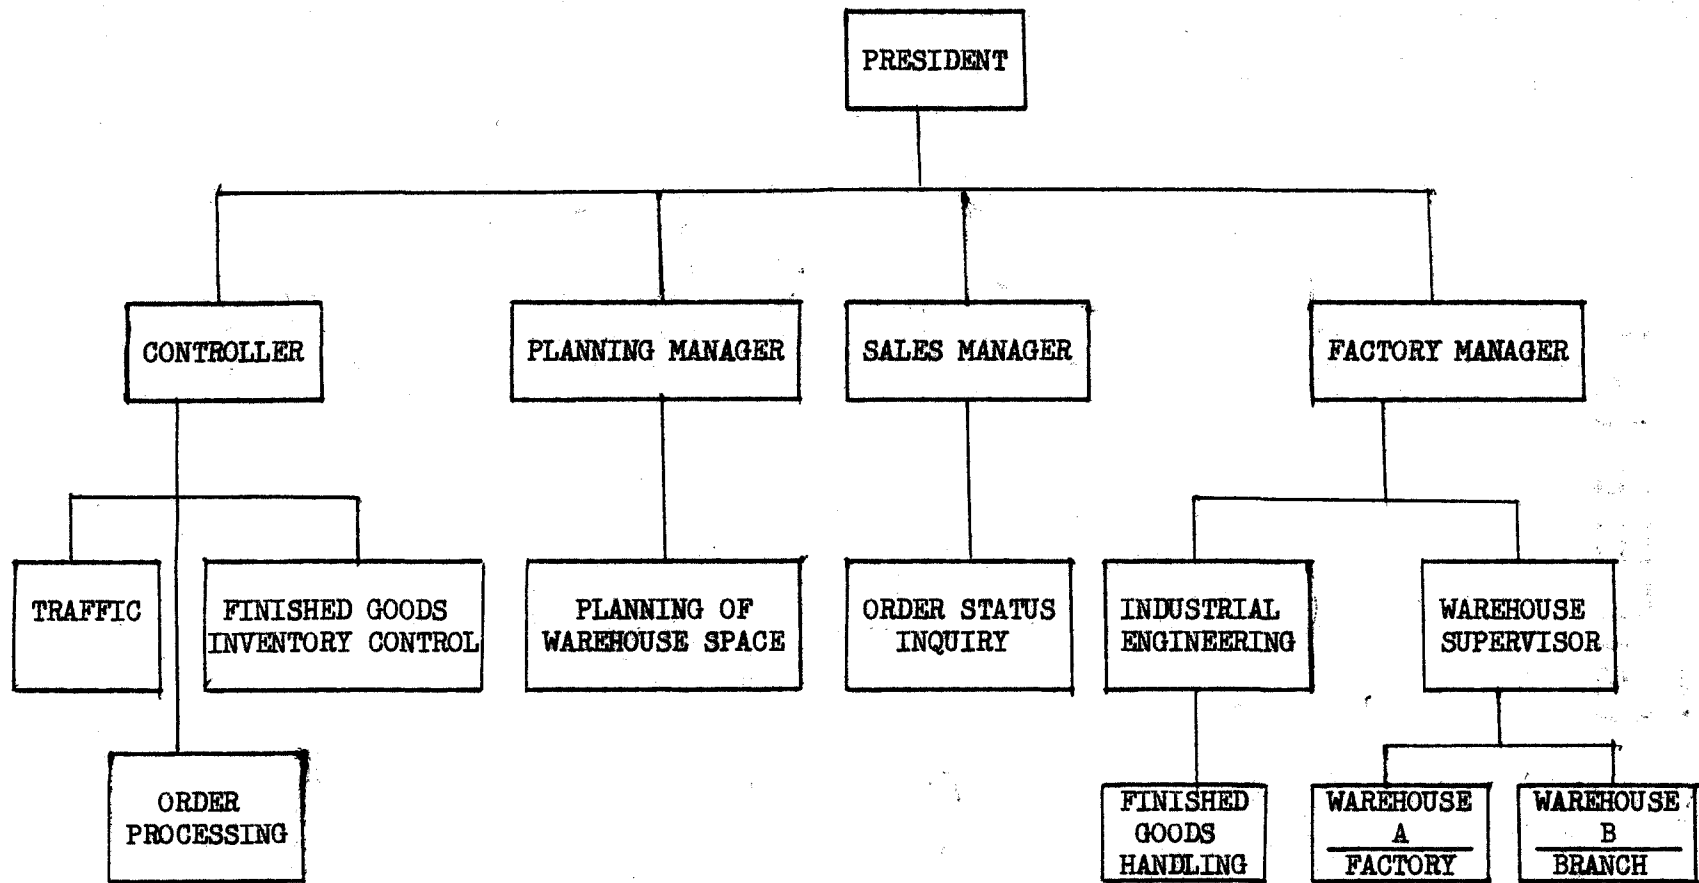 PRESIDENT
CONTROLLER
PLANNING MANAGER
SALES MANAGER
FACTORY MANAGER
TRAFFIC
FINISHED GOODS
INVENTORY CONTROL
PLANNING OF
WAREHOUSE SPACE
ORDER STATUS
INQUIRY
INDUSTRIAL
ENGINEERING
WAREHOUSE
SUPERVISOR
ORDER
PROCESSING
FINISHED
GOODS
HANDLING
WAREHOUSE
A
FACTORY
WAREHOUSE
B
BRANCH